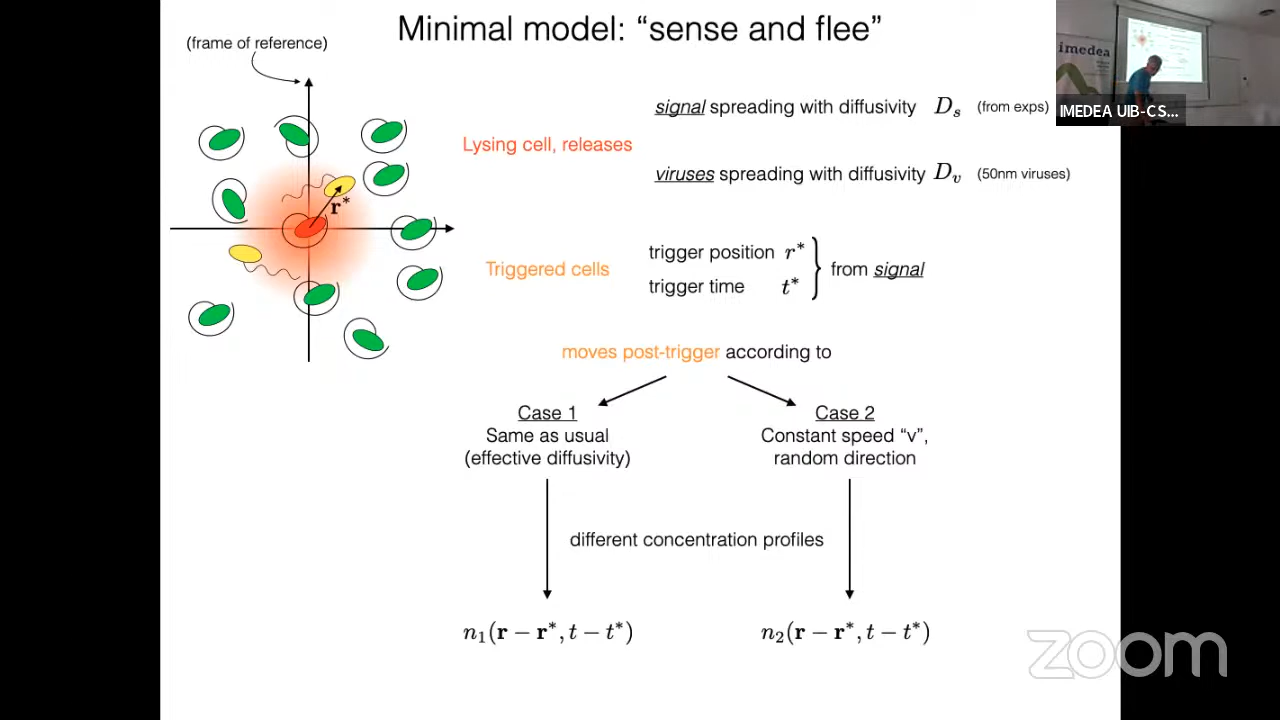 Minimal model: “sense and flee”
(frame of reference)
imedea
IMEDEA UIB-CS...
signal spreading with diffusivity D_s (from exps)
Lysing cell, releases
viruses spreading with diffusivity D_v (50nm viruses)
r*
trigger position r*
Triggered cells
from signal
trigger time t*
moves post-trigger according to
Case 1
Same as usual
(effective diffusivity)
Case 2
Constant speed “v”,
random direction
different concentration profiles
n₁(r − r*, t − t*)
n₂(r − r*, t − t*)
zoom